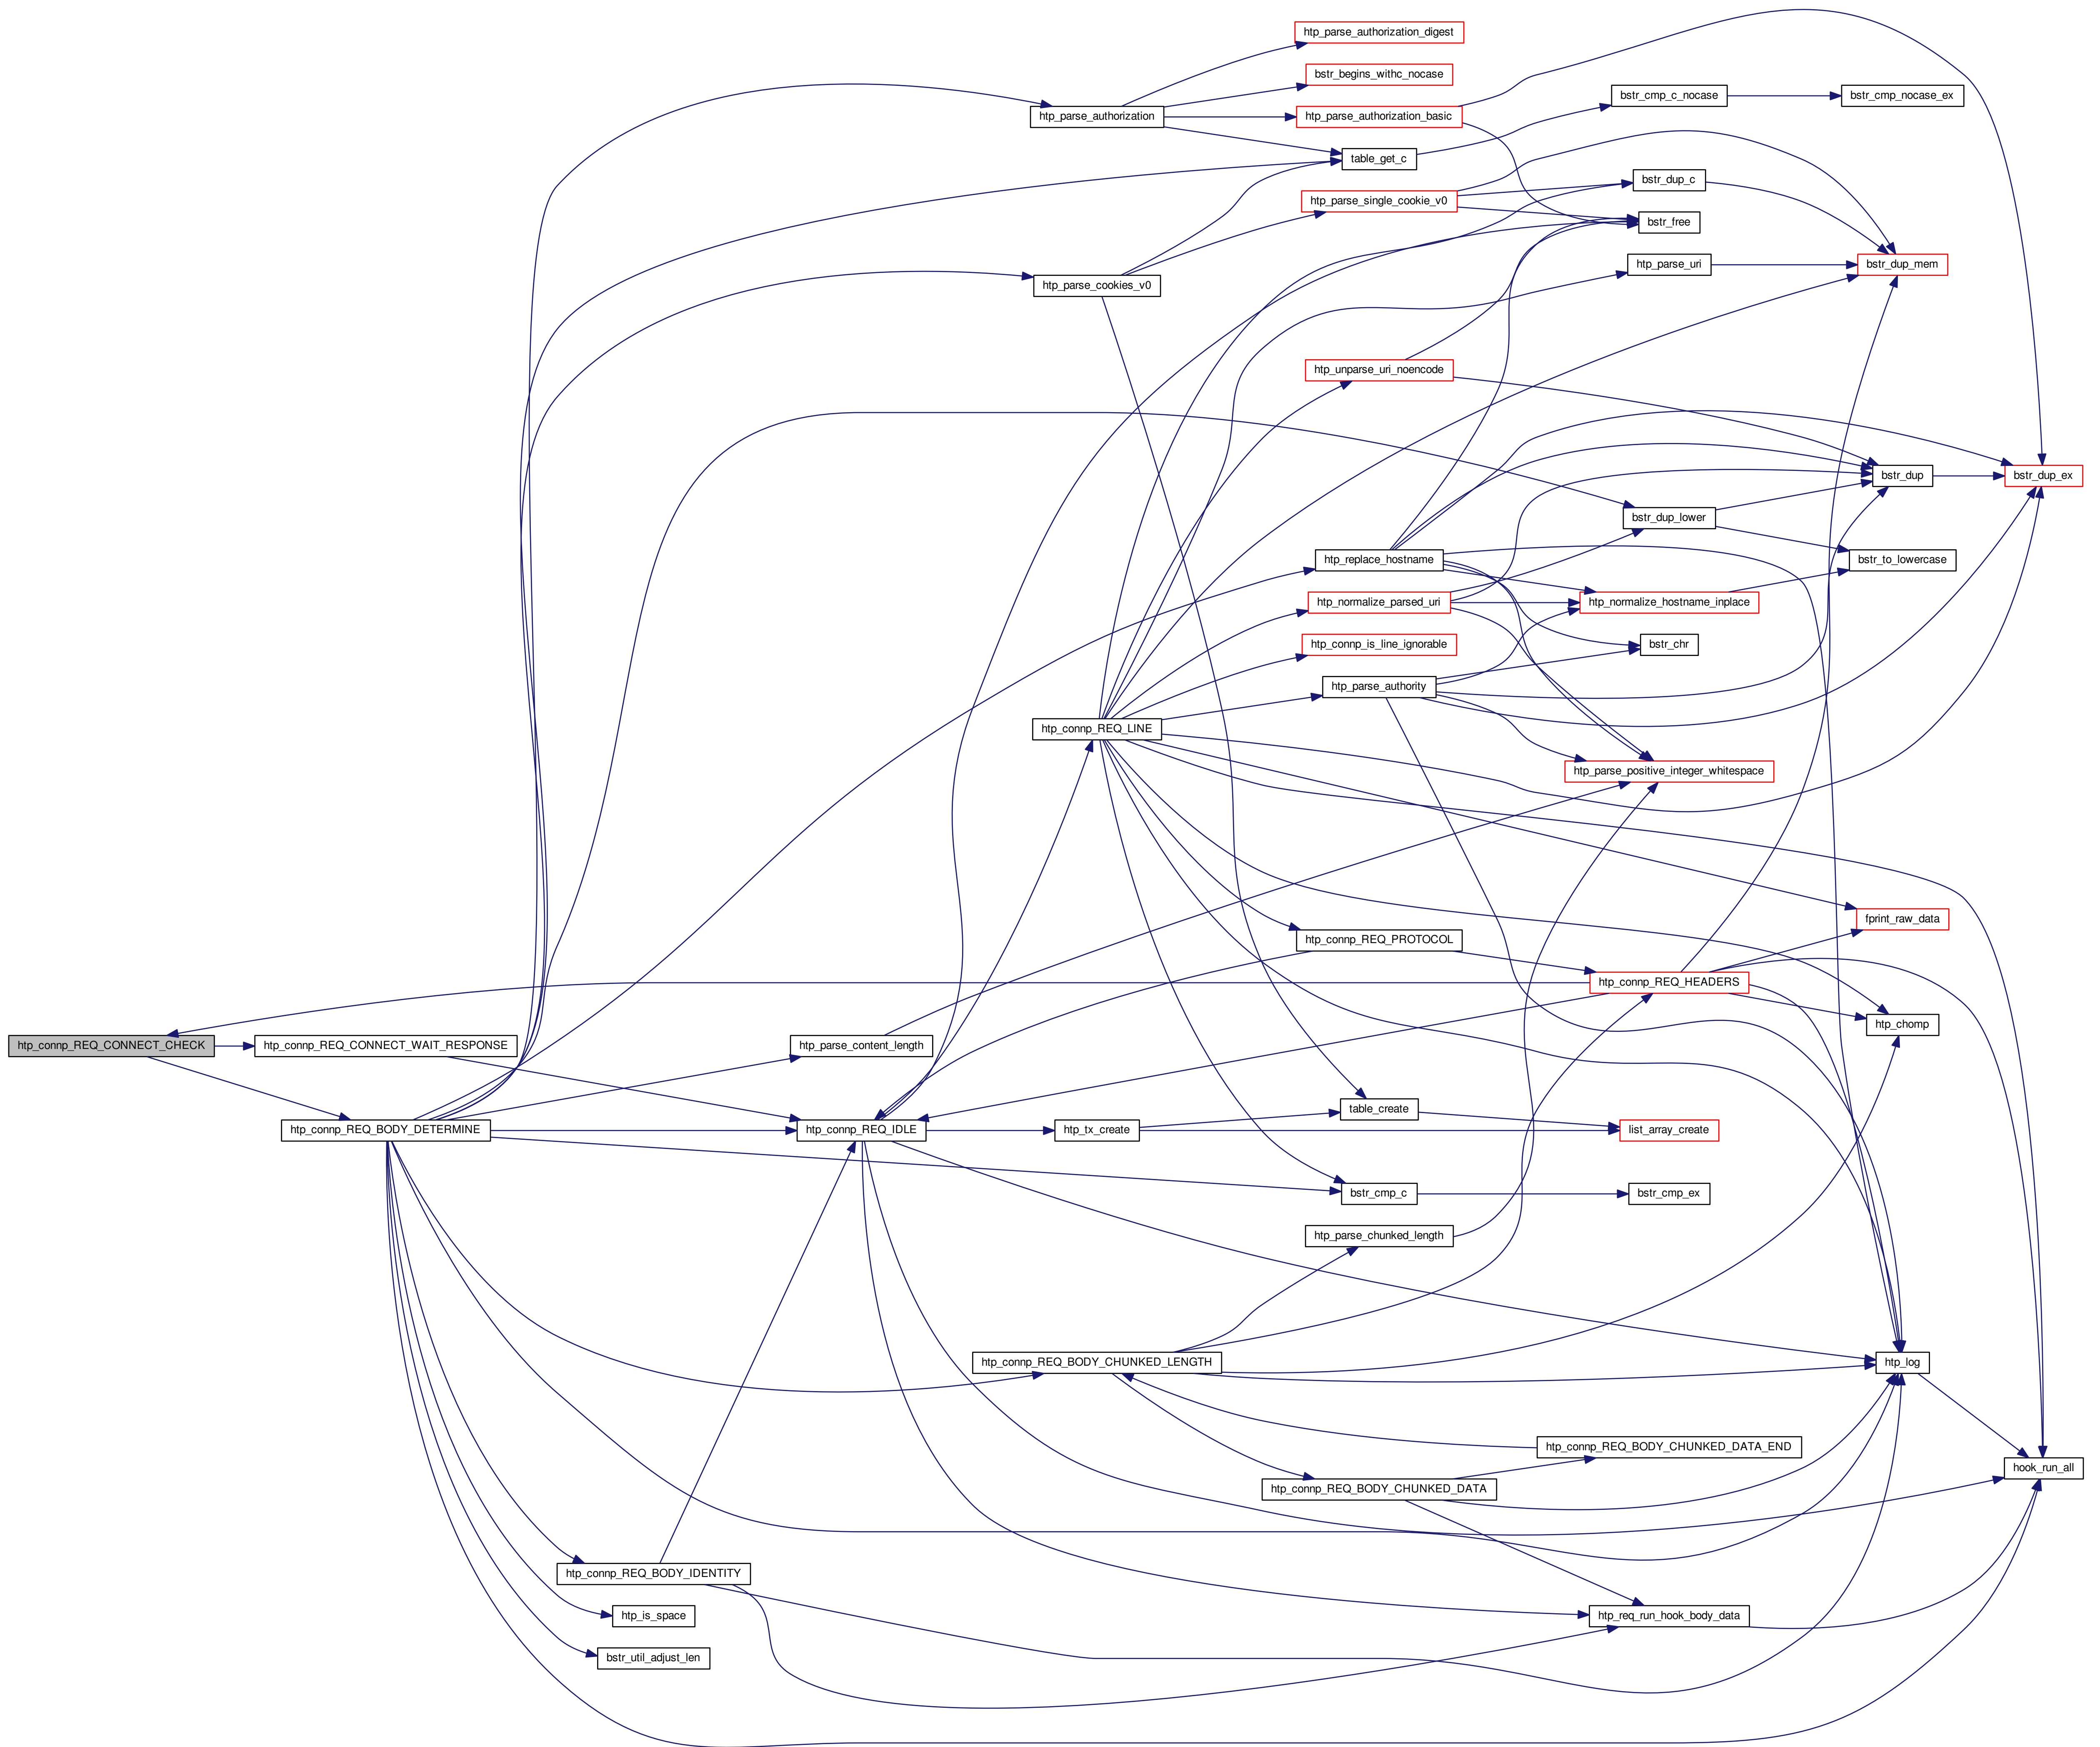 htp_parse_authorization_digest
bstr_begins_withc_nocase
bstr_cmp_c_nocase
bstr_cmp_nocase_ex
htp_parse_authorization
htp_parse_authorization_basic
table_get_c
bstr_dup_c
htp_parse_single_cookie_v0
bstr_free
htp_parse_uri
bstr_dup_mem
htp_parse_cookies_v0
htp_unparse_uri_noencode
bstr_dup
bstr_dup_ex
bstr_dup_lower
htp_replace_hostname
bstr_to_lowercase
htp_normalize_parsed_uri
htp_normalize_hostname_inplace
htp_connp_is_line_ignorable
bstr_chr
htp_parse_authority
htp_connp_REQ_LINE
htp_parse_positive_integer_whitespace
fprint_raw_data
htp_connp_REQ_PROTOCOL
htp_connp_REQ_HEADERS
htp_chomp
htp_connp_REQ_CONNECT_CHECK
htp_connp_REQ_CONNECT_WAIT_RESPONSE
htp_parse_content_length
table_create
htp_connp_REQ_BODY_DETERMINE
htp_connp_REQ_IDLE
htp_tx_create
list_array_create
bstr_cmp_c
bstr_cmp_ex
htp_parse_chunked_length
htp_connp_REQ_BODY_CHUNKED_LENGTH
htp_log
htp_connp_REQ_BODY_CHUNKED_DATA_END
hook_run_all
htp_connp_REQ_BODY_CHUNKED_DATA
htp_connp_REQ_BODY_IDENTITY
htp_is_space
htp_req_run_hook_body_data
bstr_util_adjust_len